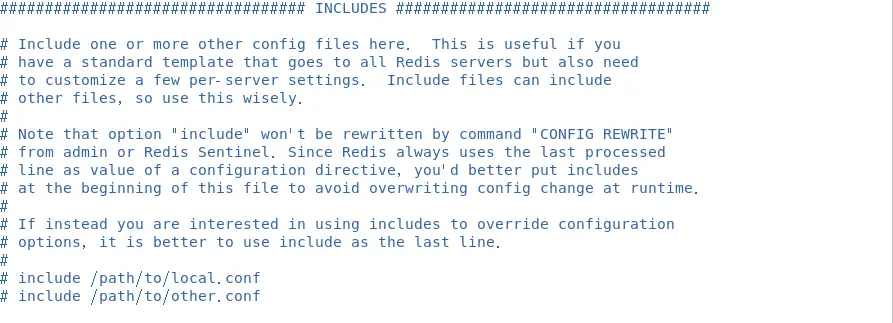 ################################## INCLUDES ###################################

# Include one or more other config files here.  This is useful if you
# have a standard template that goes to all Redis servers but also need
# to customize a few per-server settings.  Include files can include
# other files, so use this wisely.
#
# Note that option "include" won't be rewritten by command "CONFIG REWRITE"
# from admin or Redis Sentinel. Since Redis always uses the last processed
# line as value of a configuration directive, you'd better put includes
# at the beginning of this file to avoid overwriting config change at runtime.
#
# If instead you are interested in using includes to override configuration
# options, it is better to use include as the last line.
#
# include /path/to/local.conf
# include /path/to/other.conf